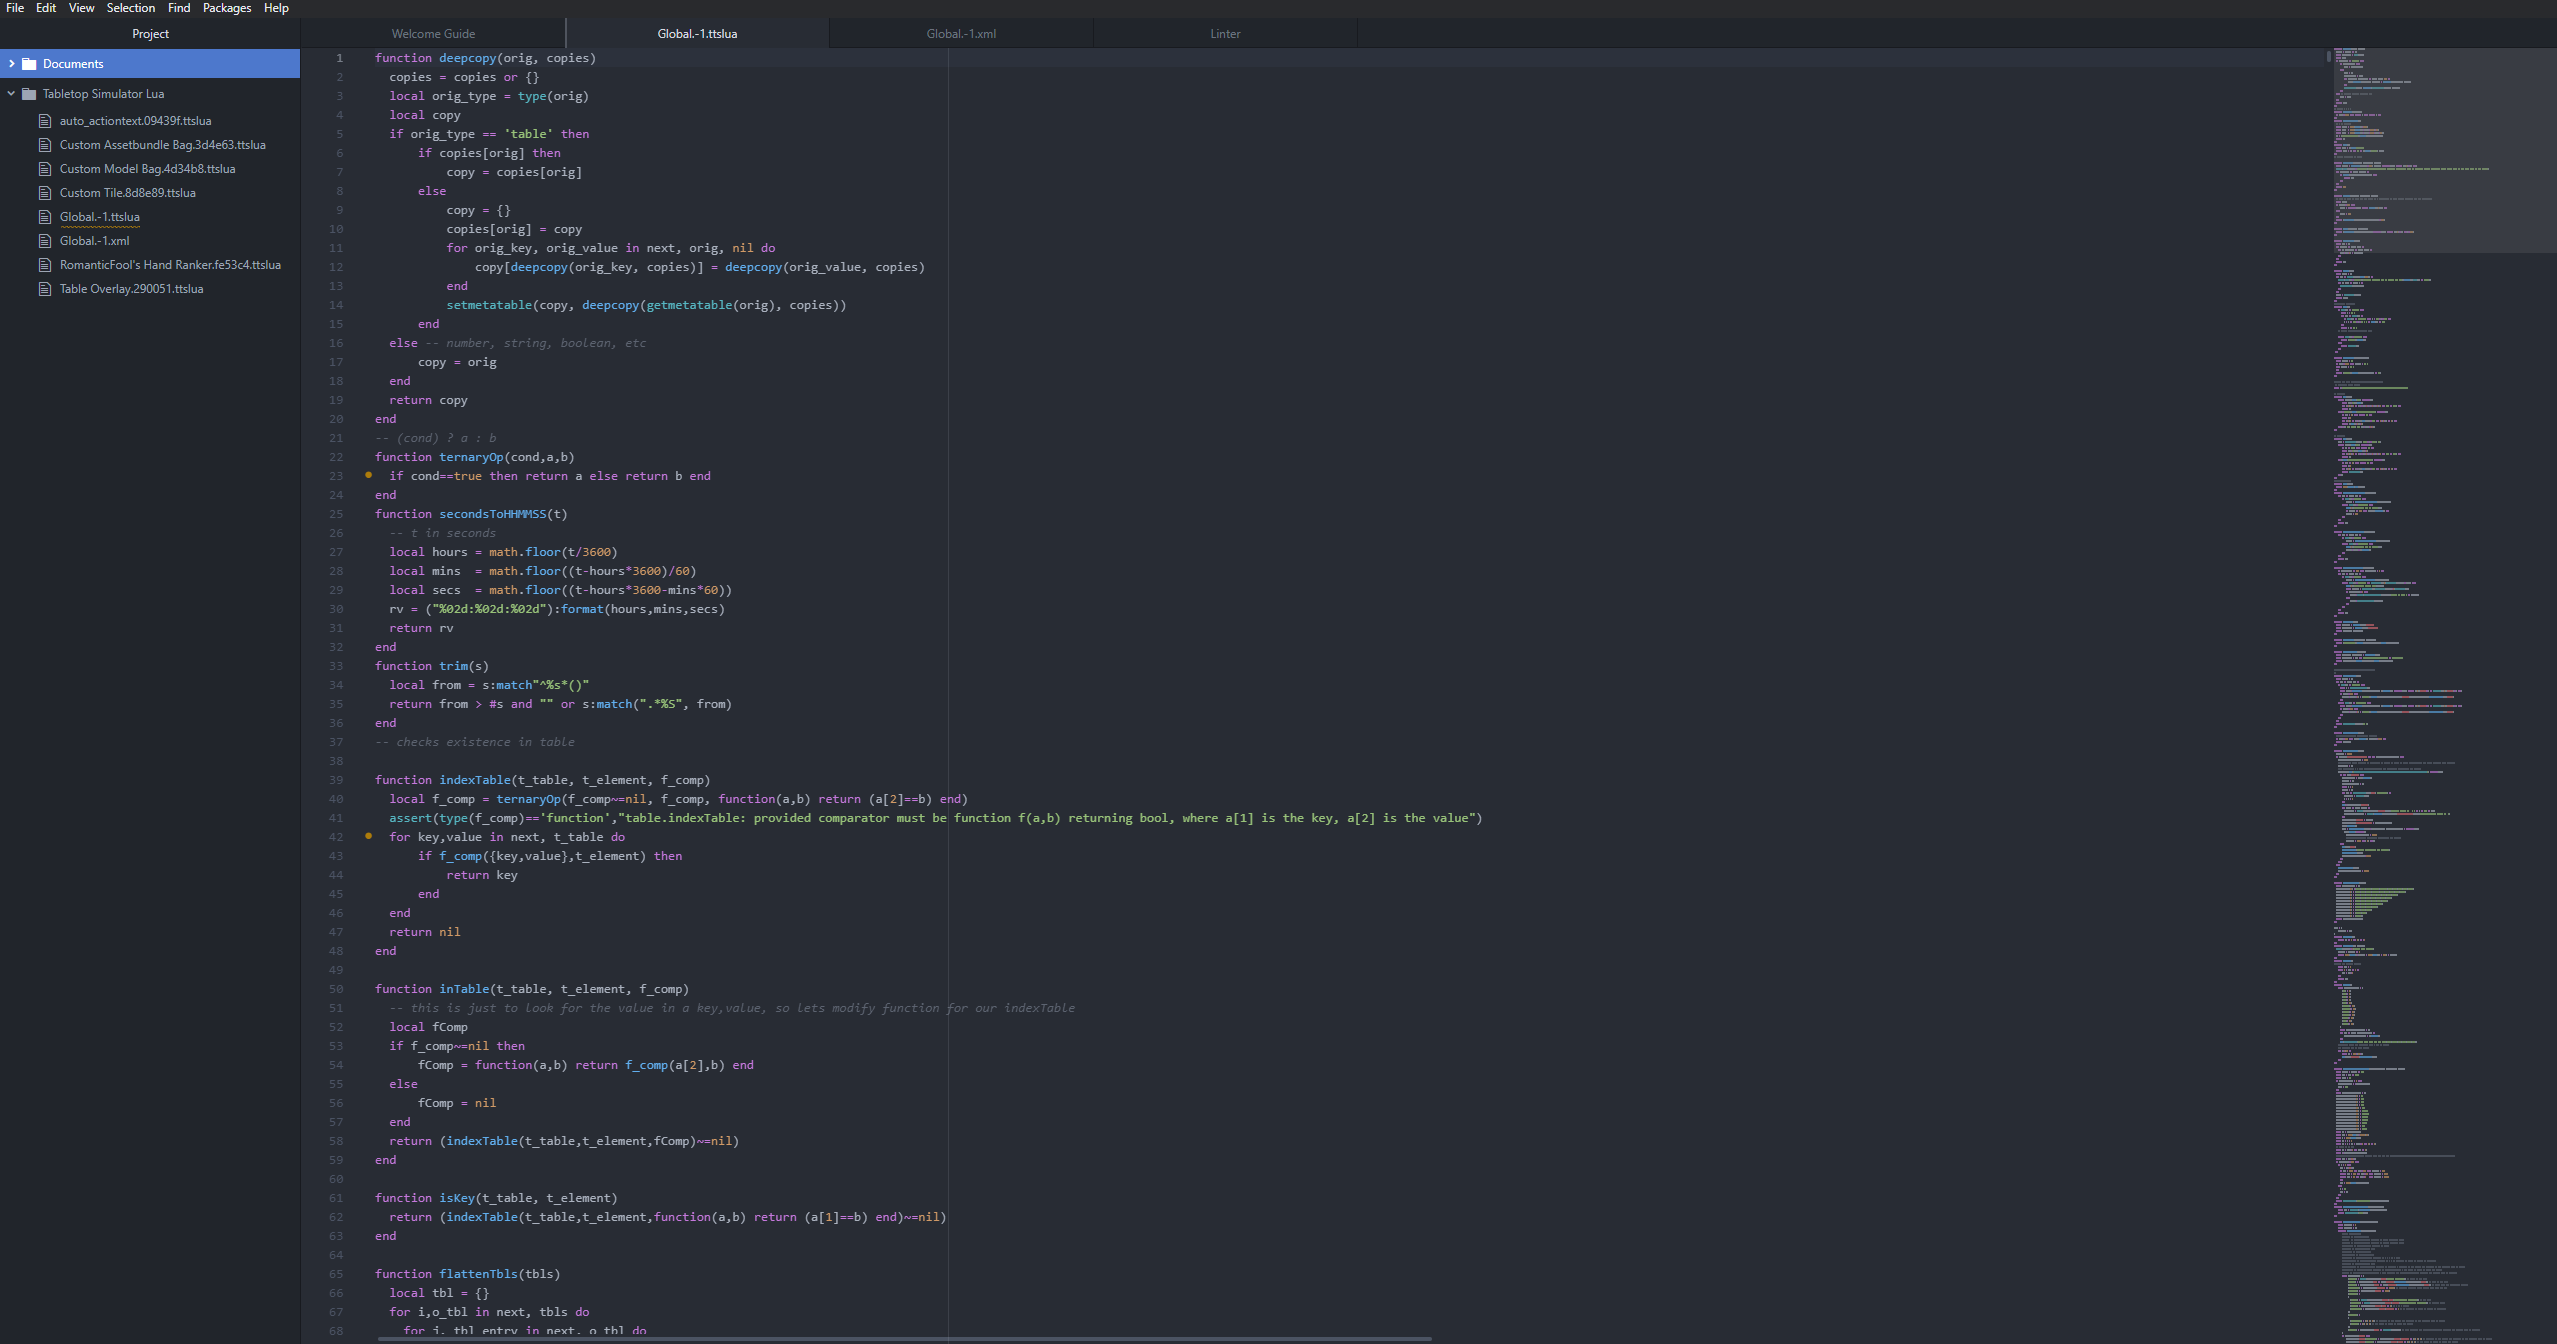 File Edit View Selection Find Packages Help
Project
Welcome Guide
Global.-1.ttslua
Global.-1.xml
Linter
Documents
Tabletop Simulator Lua
auto_actiontext.09439f.ttslua
Custom Assetbundle Bag.3d4e63.ttslua
Custom Model Bag.4d34b8.ttslua
Custom Tile.8d8e89.ttslua
Global.-1.ttslua
Global.-1.xml
RomanticFool's Hand Ranker.fe53c4.ttslua
Table Overlay.290051.ttslua
1 function deepcopy(orig, copies)
2   copies = copies or {}
3   local orig_type = type(orig)
4   local copy
5   if orig_type == 'table' then
6       if copies[orig] then
7           copy = copies[orig]
8       else
9           copy = {}
10           copies[orig] = copy
11           for orig_key, orig_value in next, orig, nil do
12               copy[deepcopy(orig_key, copies)] = deepcopy(orig_value, copies)
13           end
14           setmetatable(copy, deepcopy(getmetatable(orig), copies))
15       end
16   else -- number, string, boolean, etc
17       copy = orig
18   end
19   return copy
20 end
21 -- (cond) ? a : b
22 function ternaryOp(cond,a,b)
23   if cond==true then return a else return b end
24 end
25 function secondsToHHMMSS(t)
26   -- t in seconds
27   local hours = math.floor(t/3600)
28   local mins  = math.floor((t-hours*3600)/60)
29   local secs  = math.floor((t-hours*3600-mins*60))
30   rv = ("%02d:%02d:%02d"):format(hours,mins,secs)
31   return rv
32 end
33 function trim(s)
34   local from = s:match"^%s*()"
35   return from > #s and "" or s:match(".*%S", from)
36 end
37 -- checks existence in table
38
39 function indexTable(t_table, t_element, f_comp)
40   local f_comp = ternaryOp(f_comp~=nil, f_comp, function(a,b) return (a[2]==b) end)
41   assert(type(f_comp)=='function',"table.indexTable: provided comparator must be function f(a,b) returning bool, where a[1] is the key, a[2] is the value")
42   for key,value in next, t_table do
43       if f_comp({key,value},t_element) then
44           return key
45       end
46   end
47   return nil
48 end
49
50 function inTable(t_table, t_element, f_comp)
51   -- this is just to look for the value in a key,value, so lets modify function for our indexTable
52   local fComp
53   if f_comp~=nil then
54       fComp = function(a,b) return f_comp(a[2],b) end
55   else
56       fComp = nil
57   end
58   return (indexTable(t_table,t_element,fComp)~=nil)
59 end
60
61 function isKey(t_table, t_element)
62   return (indexTable(t_table,t_element,function(a,b) return (a[1]==b) end)~=nil)
63 end
64
65 function flattenTbls(tbls)
66   local tbl = {}
67   for i,o_tbl in next, tbls do
68     for j, tbl_entry in next, o_tbl do